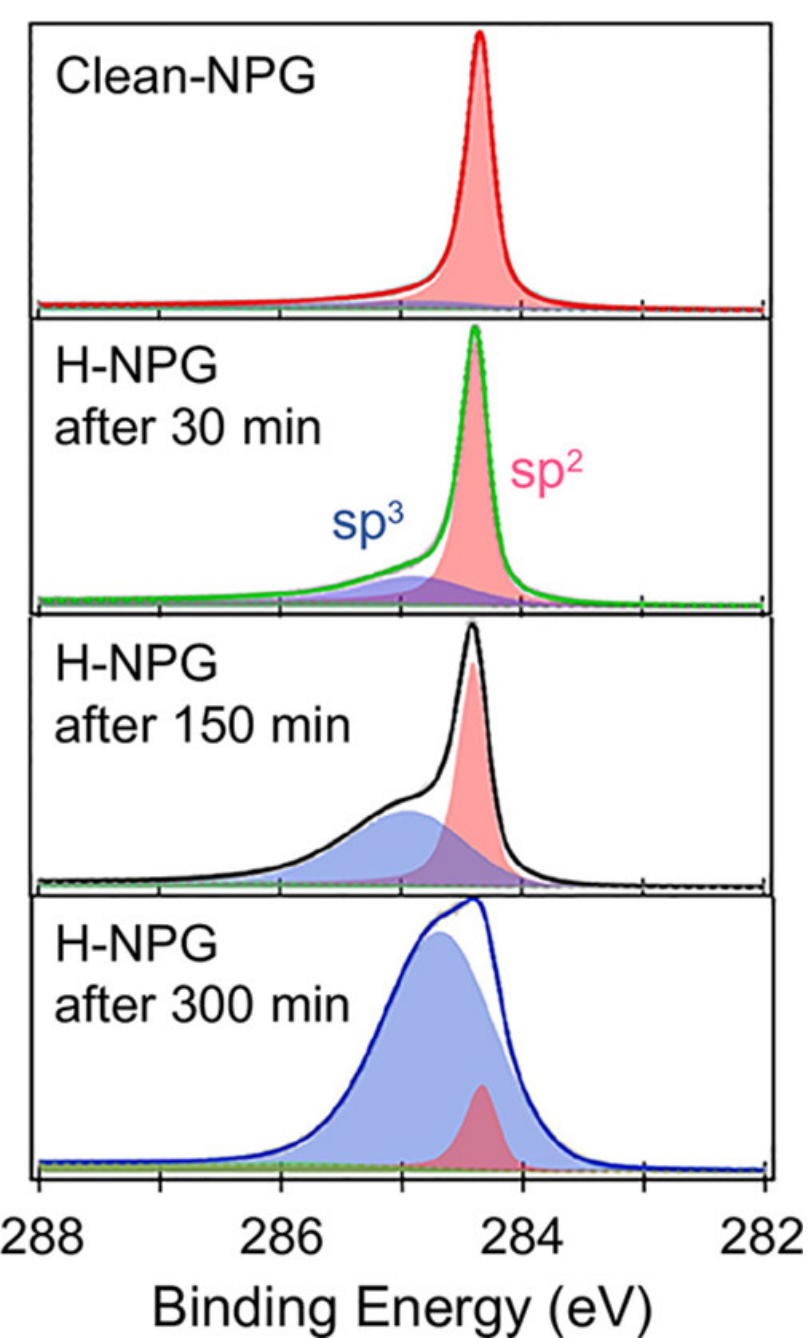 Clean-NPG
H-NPG
after 30 min
sp³
sp²
H-NPG
after 150 min
H-NPG
after 300 min
288 286 284 282
Binding Energy (eV)